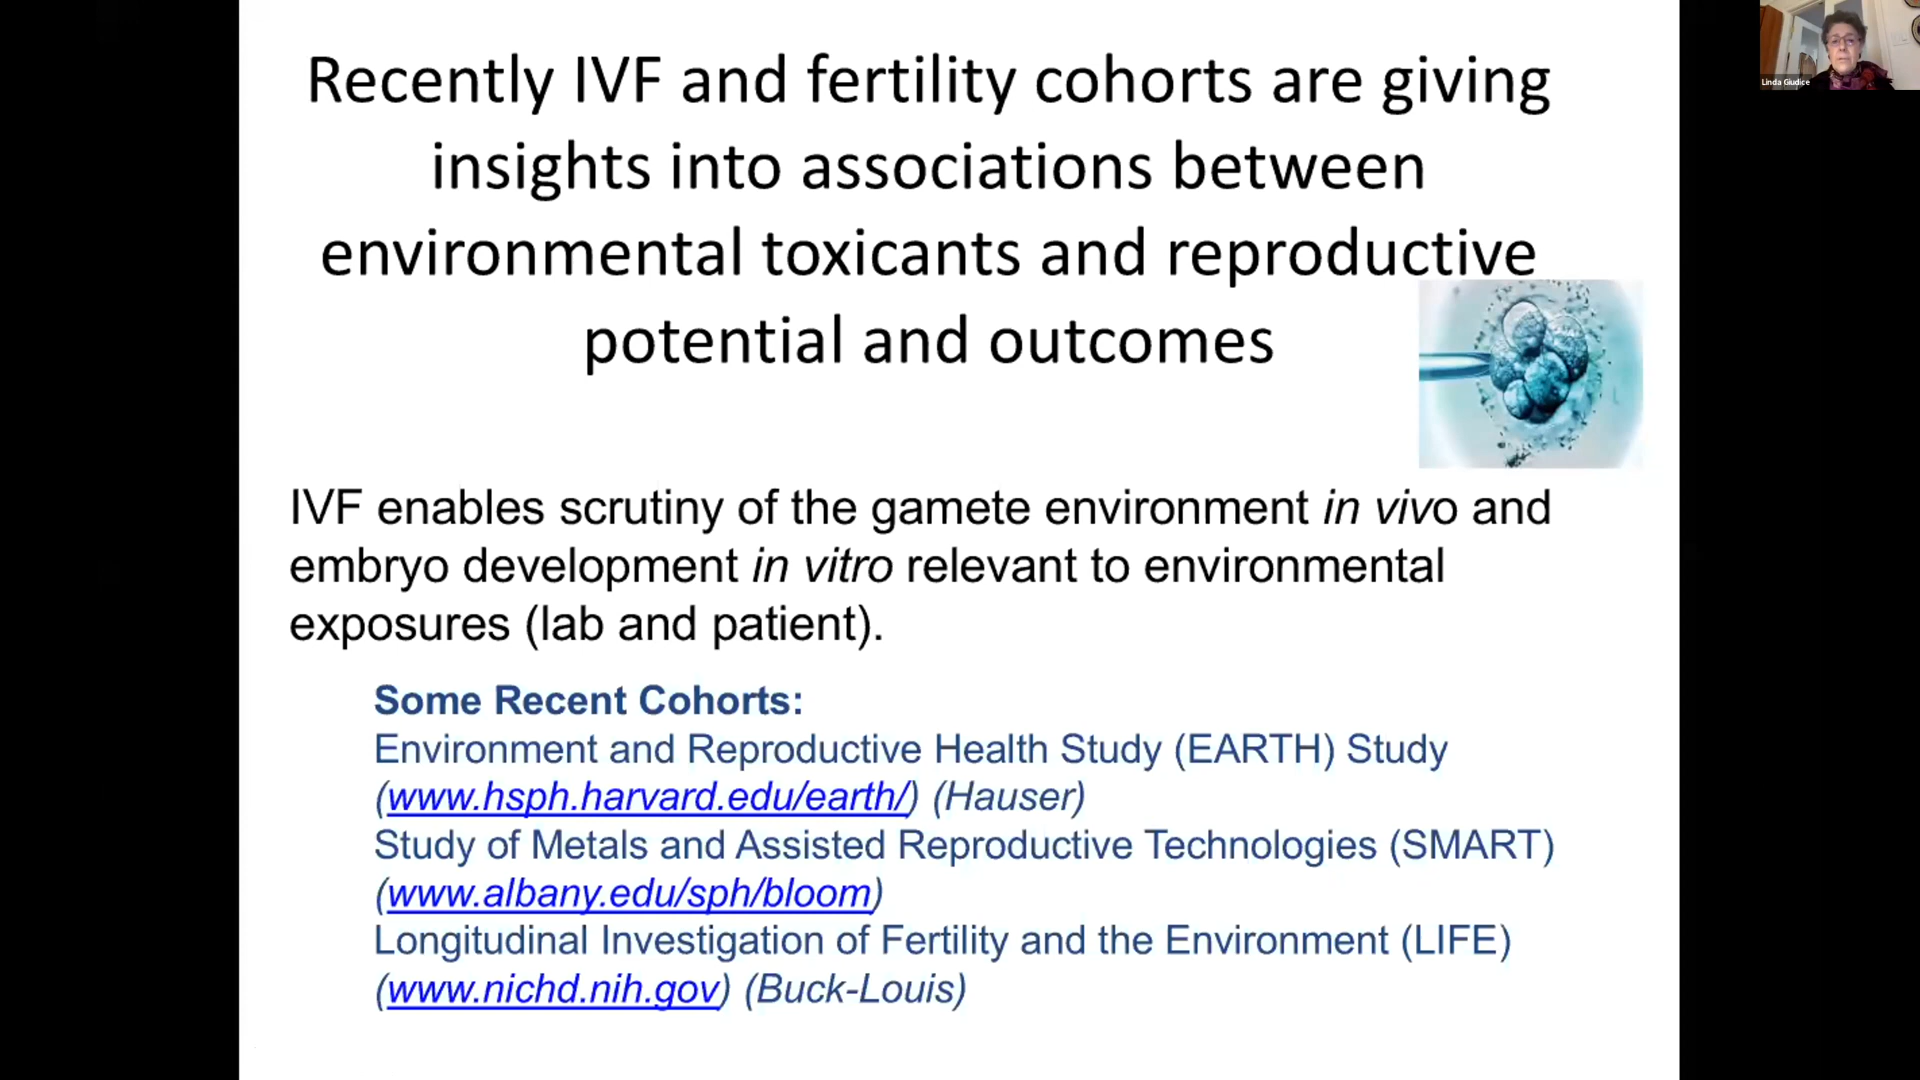 Recently IVF and fertility cohorts are giving
insights into associations between
environmental toxicants and reproductive
potential and outcomes
IVF enables scrutiny of the gamete environment in vivo and
embryo development in vitro relevant to environmental
exposures (lab and patient).
Some Recent Cohorts:
Environment and Reproductive Health Study (EARTH) Study
(www.hsph.harvard.edu/earth/) (Hauser)
Study of Metals and Assisted Reproductive Technologies (SMART)
(www.albany.edu/sph/bloom)
Longitudinal Investigation of Fertility and the Environment (LIFE)
(www.nichd.nih.gov) (Buck-Louis)
Linda Giudice